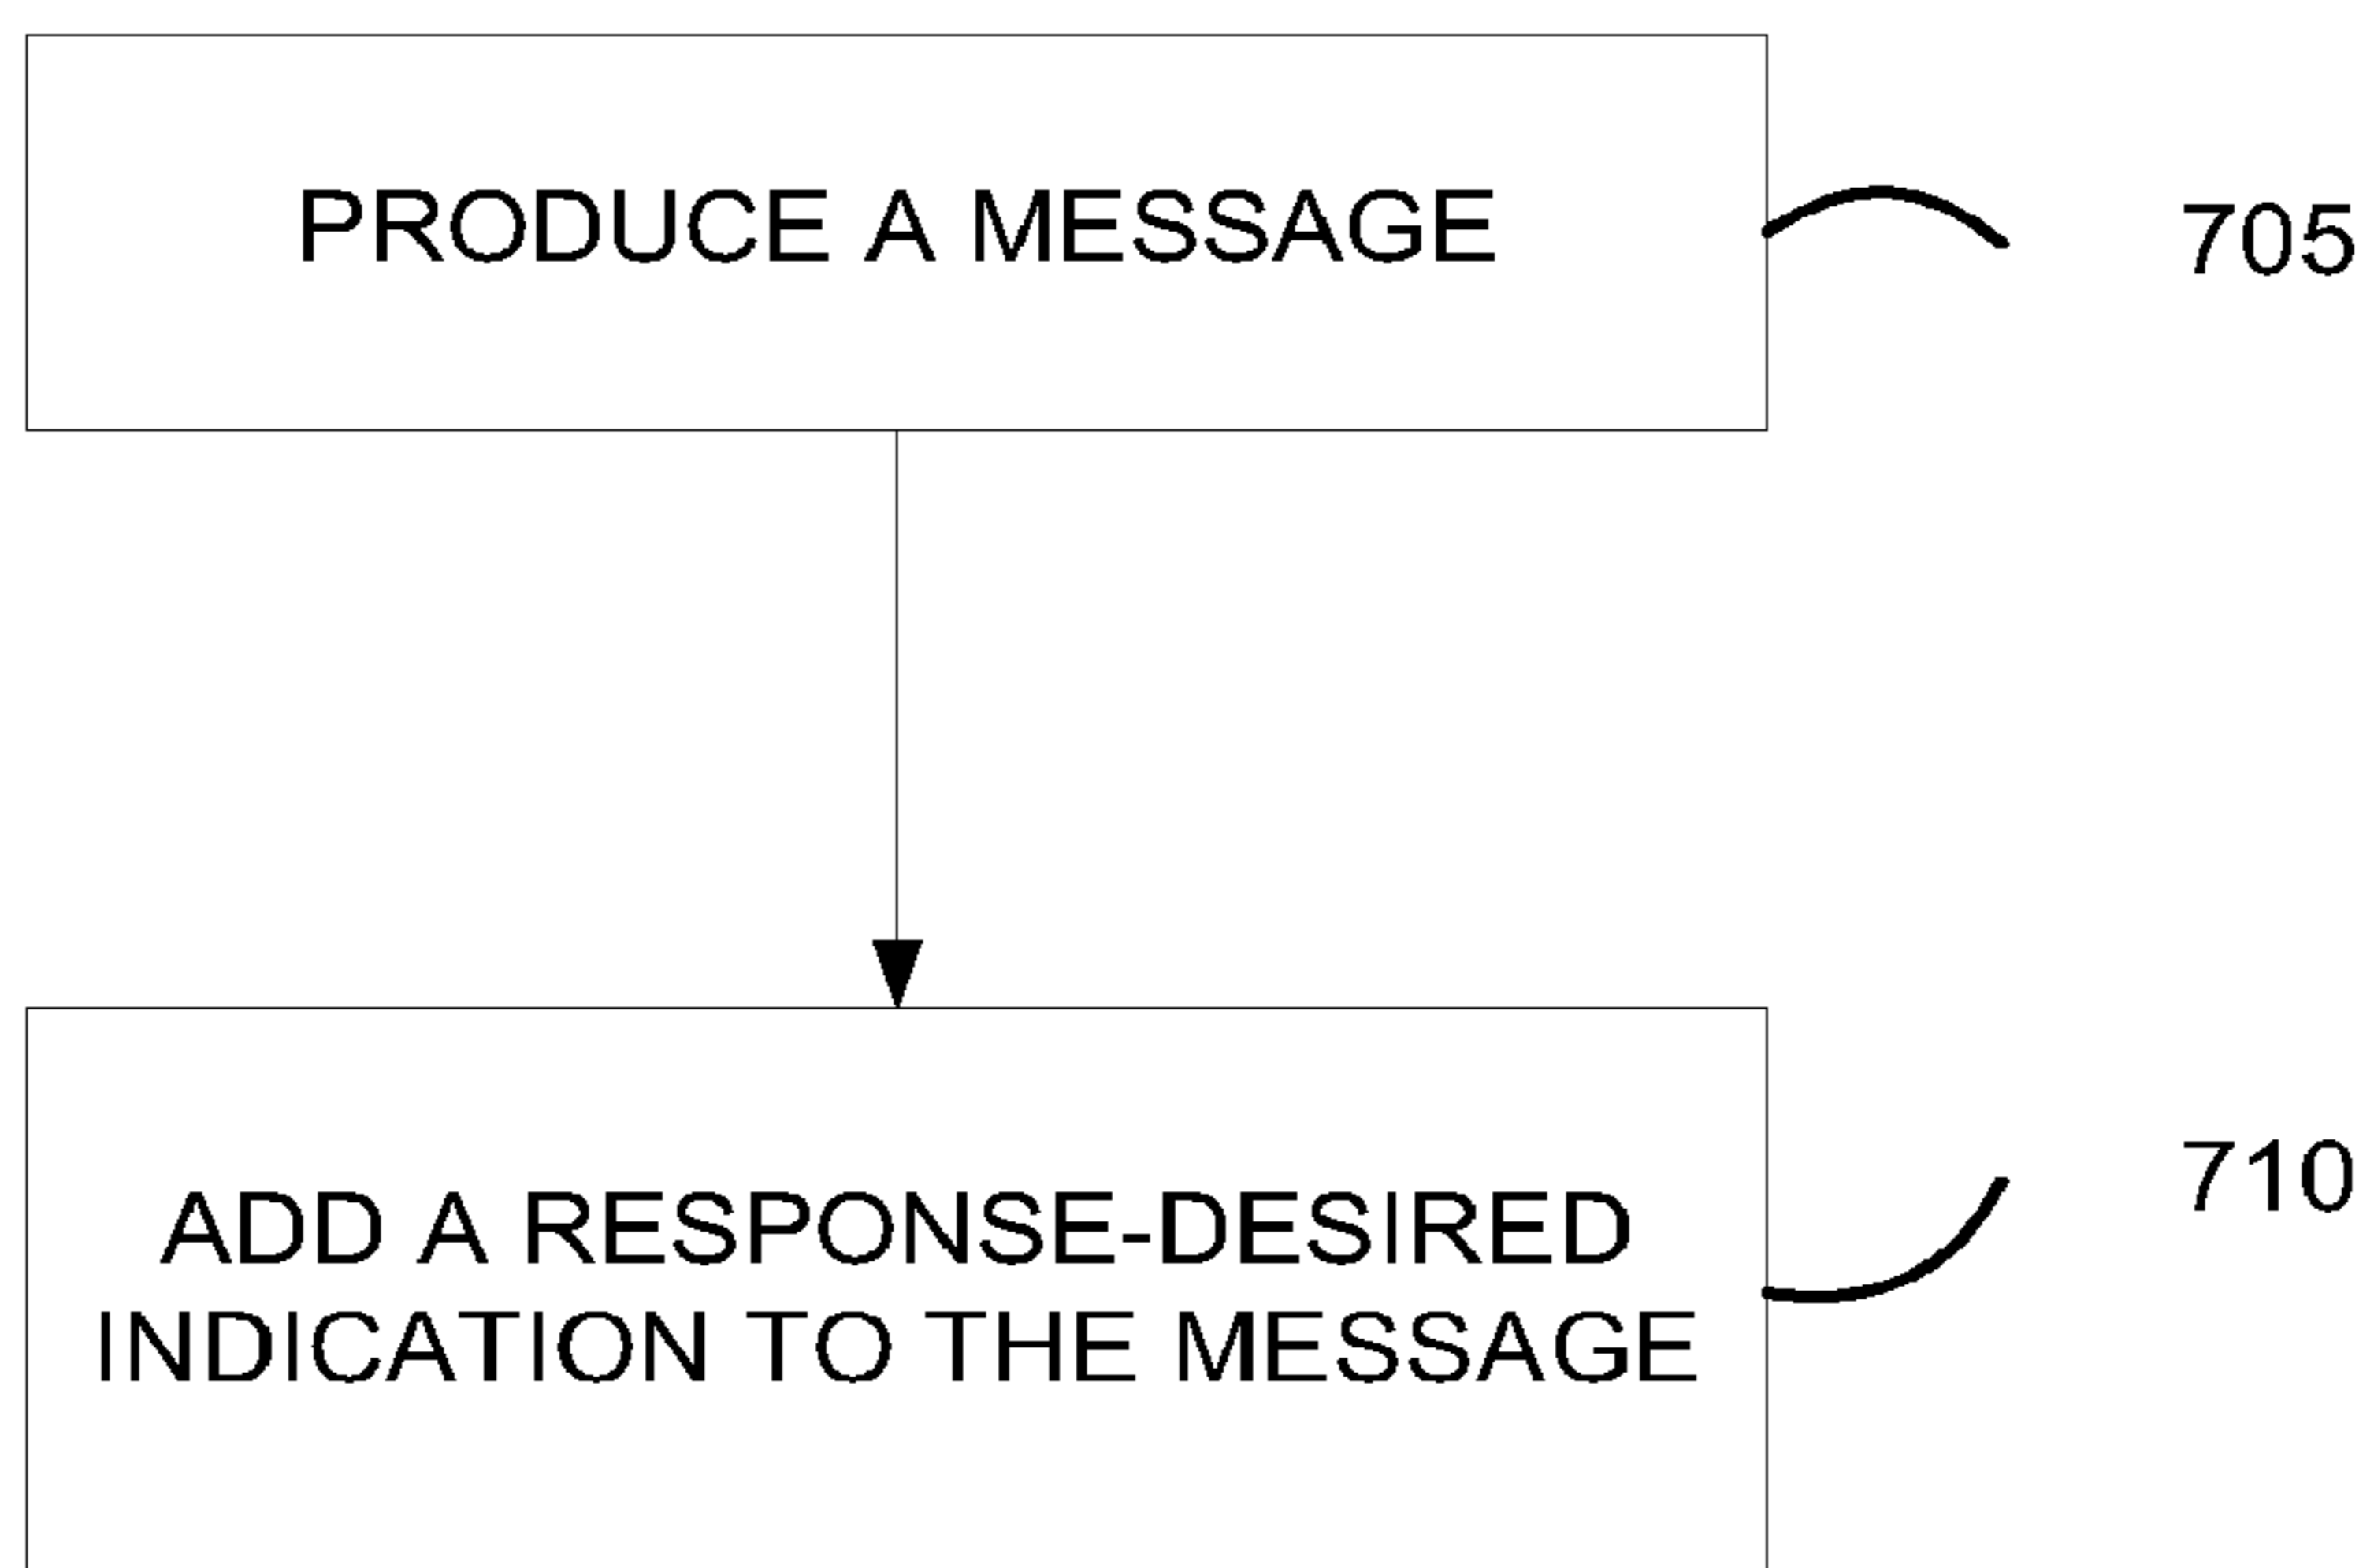 PRODUCE A MESSAGE
705
ADD A RESPONSE-DESIRED
INDICATION TO THE MESSAGE
710